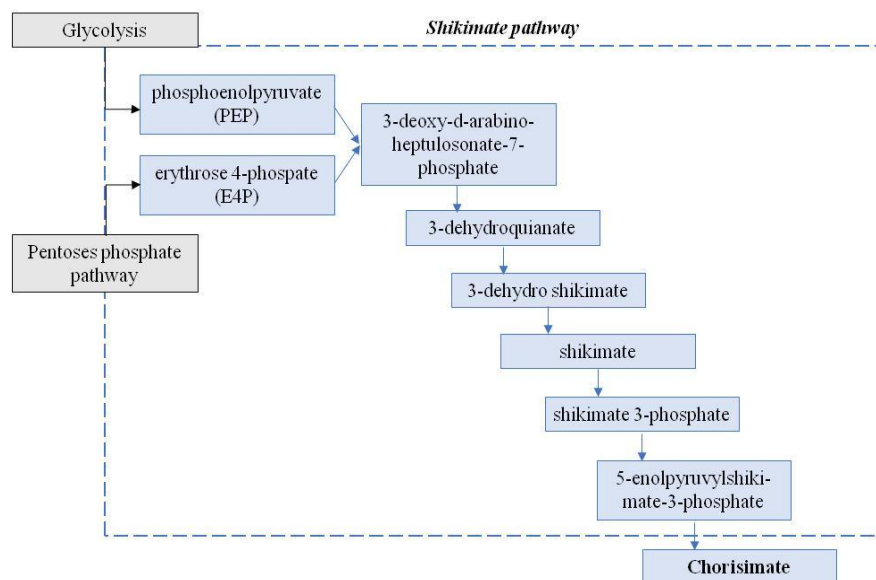 Glycolysis
Shikimate pathway
phosphoenolpyruvate
(PEP)
3-deoxy-d-arabino-
heptulosonate-7-
phosphate
erythrose 4-phospate
(E4P)
3-dehydroquianate
Pentoses phosphate
pathway
3-dehydro shikimate
shikimate
shikimate 3-phosphate
5-enolpyruvylshiki-
mate-3-phosphate
Chorisimate